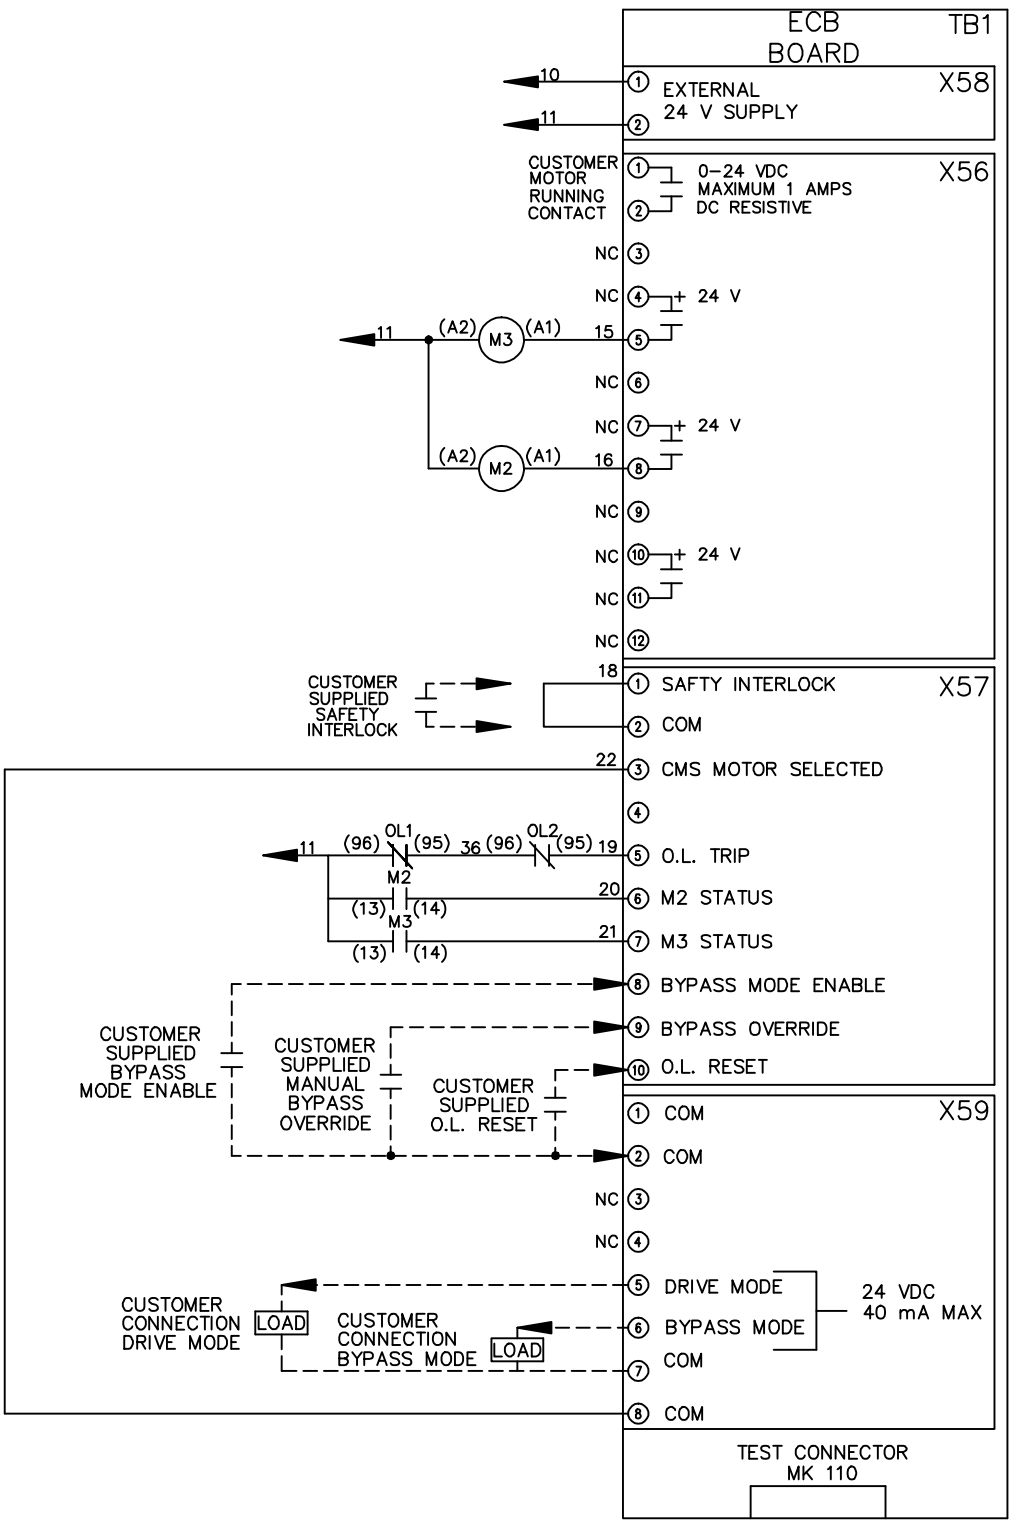 ECB
BOARD
TB1
10
1
EXTERNAL
24 V SUPPLY
X58
11
2
CUSTOMER
MOTOR
RUNNING
CONTACT
1
0-24 VDC
MAXIMUM 1 AMPS
DC RESISTIVE
X56
2
NC 3
NC 4
+ 24 V
11
(A2)
M3
(A1)
15
5
NC 6
NC 7
+ 24 V
(A2)
M2
(A1)
16
8
NC 9
NC 10
+ 24 V
NC 11
NC 12
CUSTOMER
SUPPLIED
SAFETY
INTERLOCK
18
1
SAFTY INTERLOCK
X57
2
COM
22
3
CMS MOTOR SELECTED
4
11
(96)
OL1
(95)
36
(96)
OL2
(95)
19
5
O.L. TRIP
M2
(13)
(14)
20
6
M2 STATUS
M3
(13)
(14)
21
7
M3 STATUS
8
BYPASS MODE ENABLE
9
BYPASS OVERRIDE
10
O.L. RESET
CUSTOMER
SUPPLIED
BYPASS
MODE ENABLE
CUSTOMER
SUPPLIED
MANUAL
BYPASS
OVERRIDE
CUSTOMER
SUPPLIED
O.L. RESET
1
COM
X59
2
COM
NC 3
NC 4
5
DRIVE MODE
6
BYPASS MODE
24 VDC
40 mA MAX
CUSTOMER
CONNECTION
DRIVE MODE
LOAD
CUSTOMER
CONNECTION
BYPASS MODE
LOAD
7
COM
8
COM
TEST CONNECTOR
MK 110